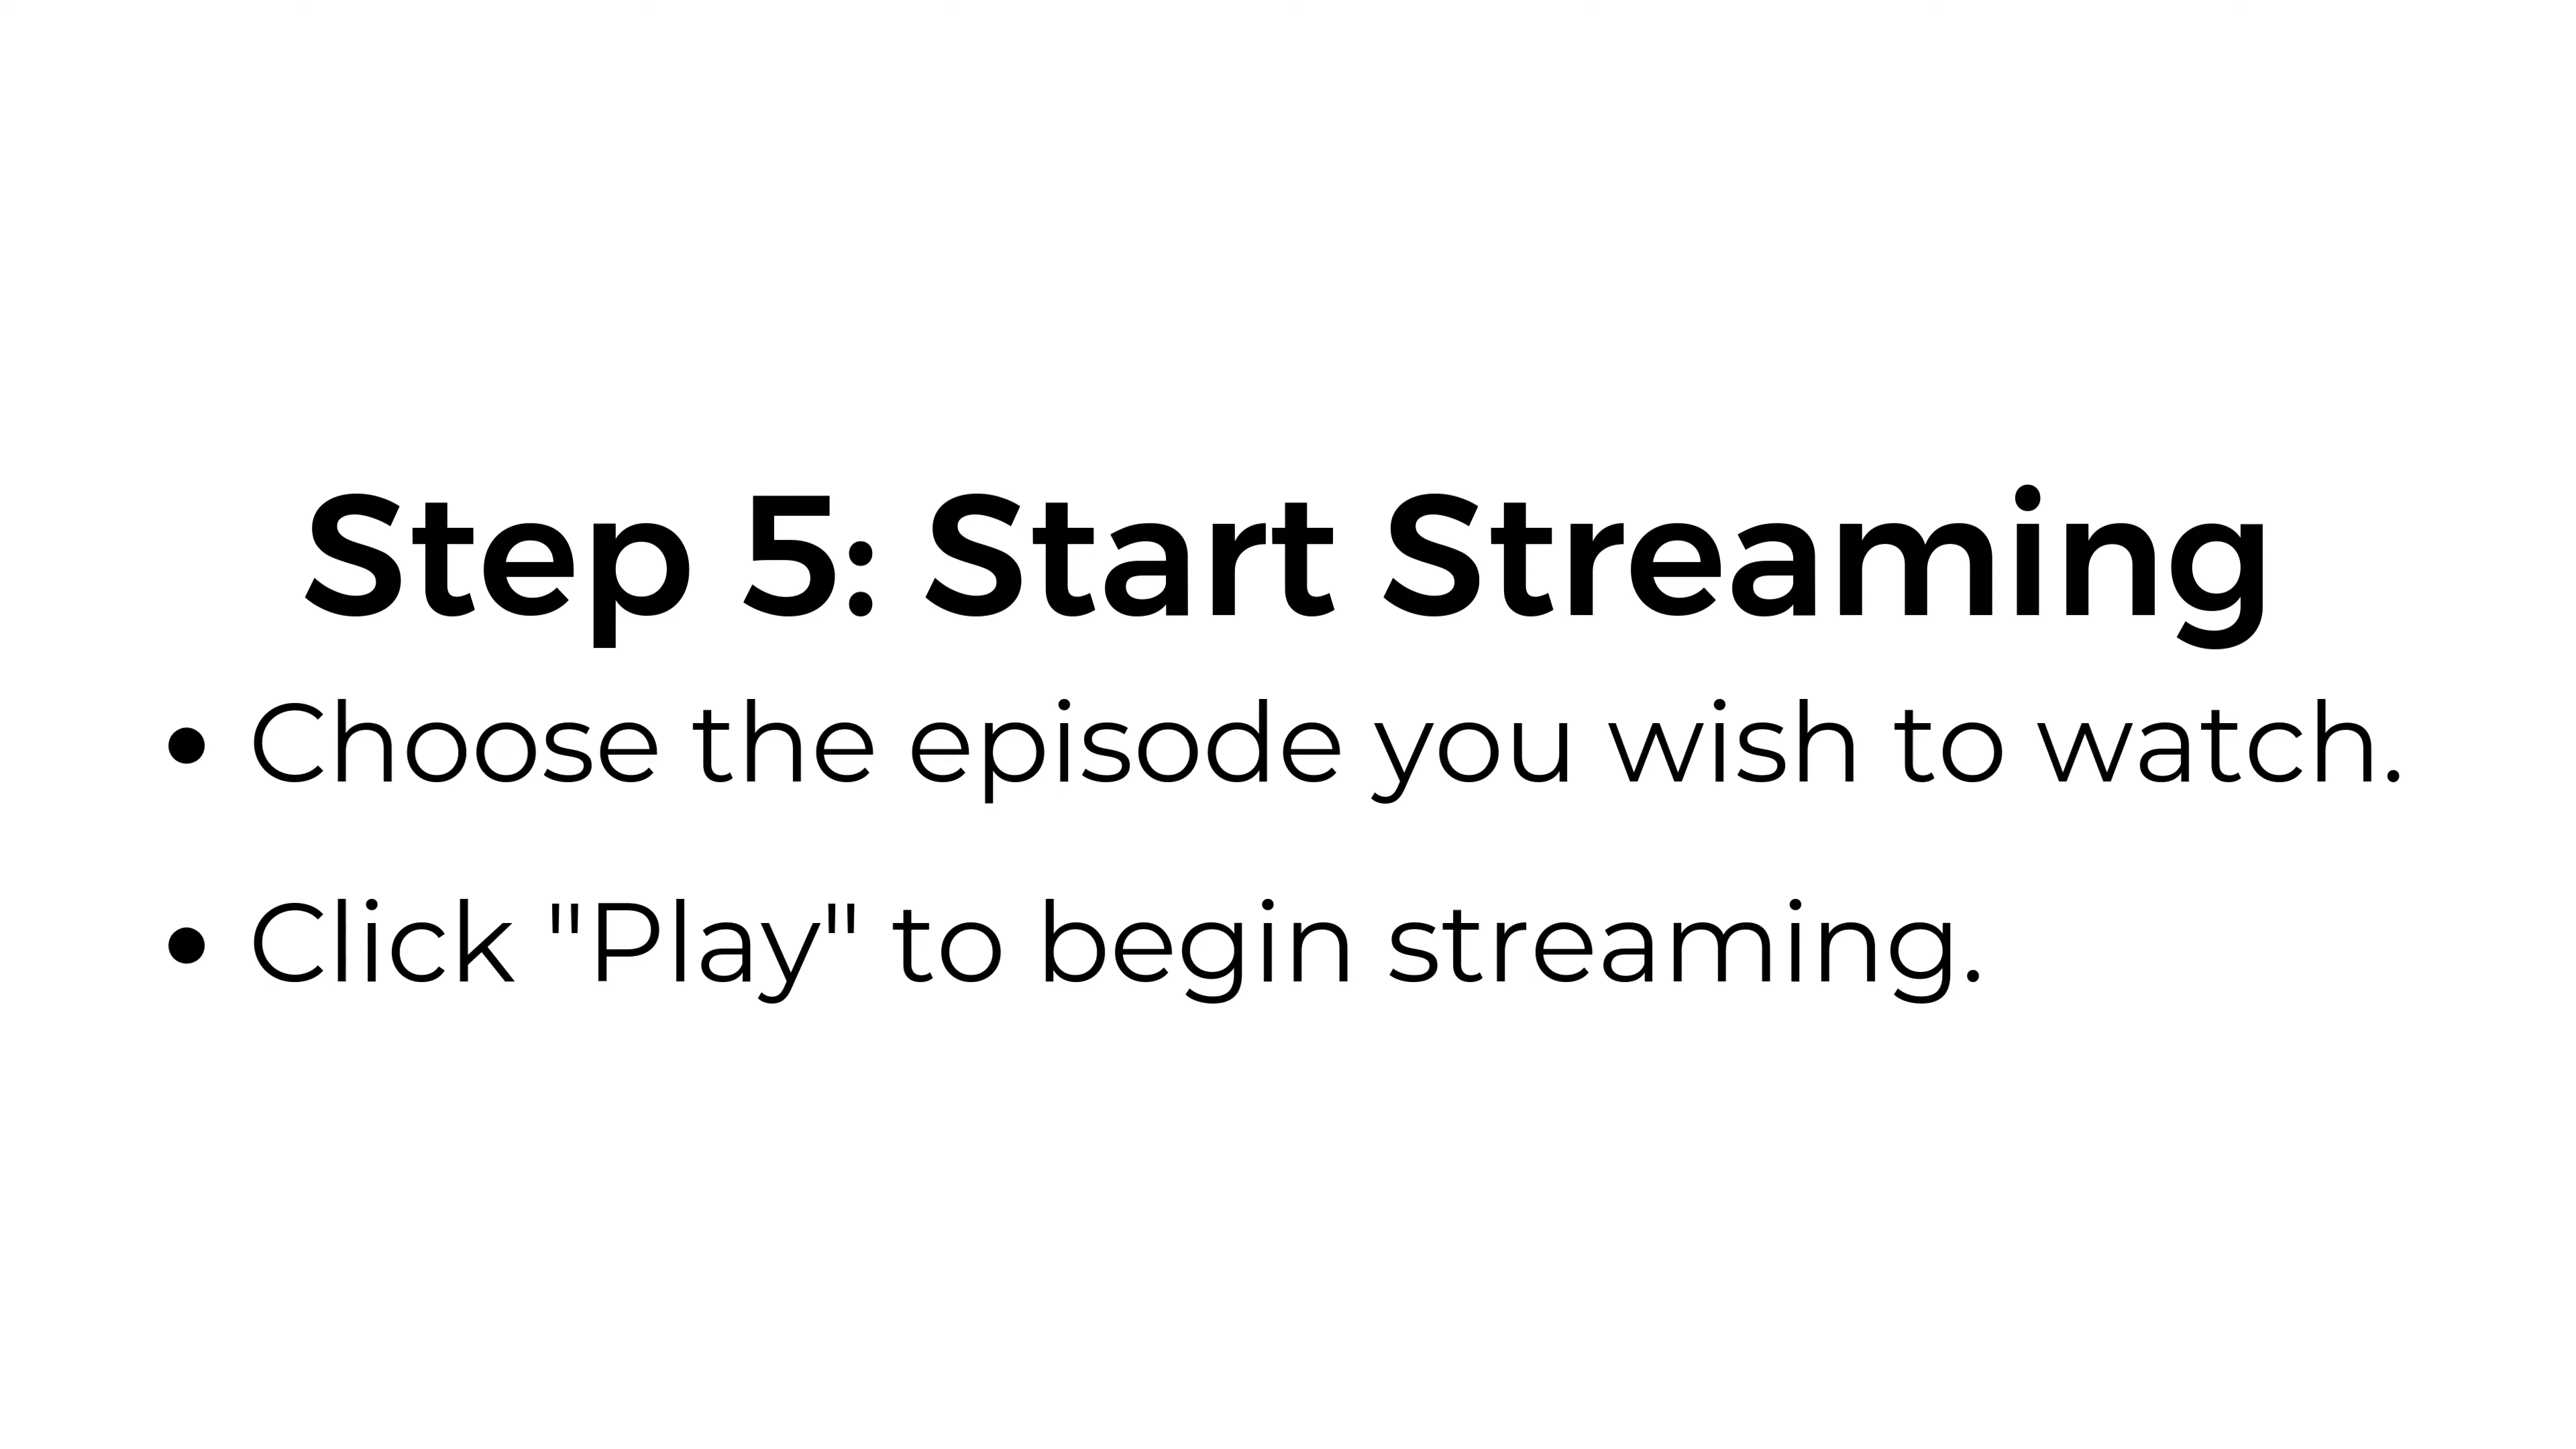 Step 5: Start Streaming
• Choose the episode you wish to watch.
• Click "Play" to begin streaming.